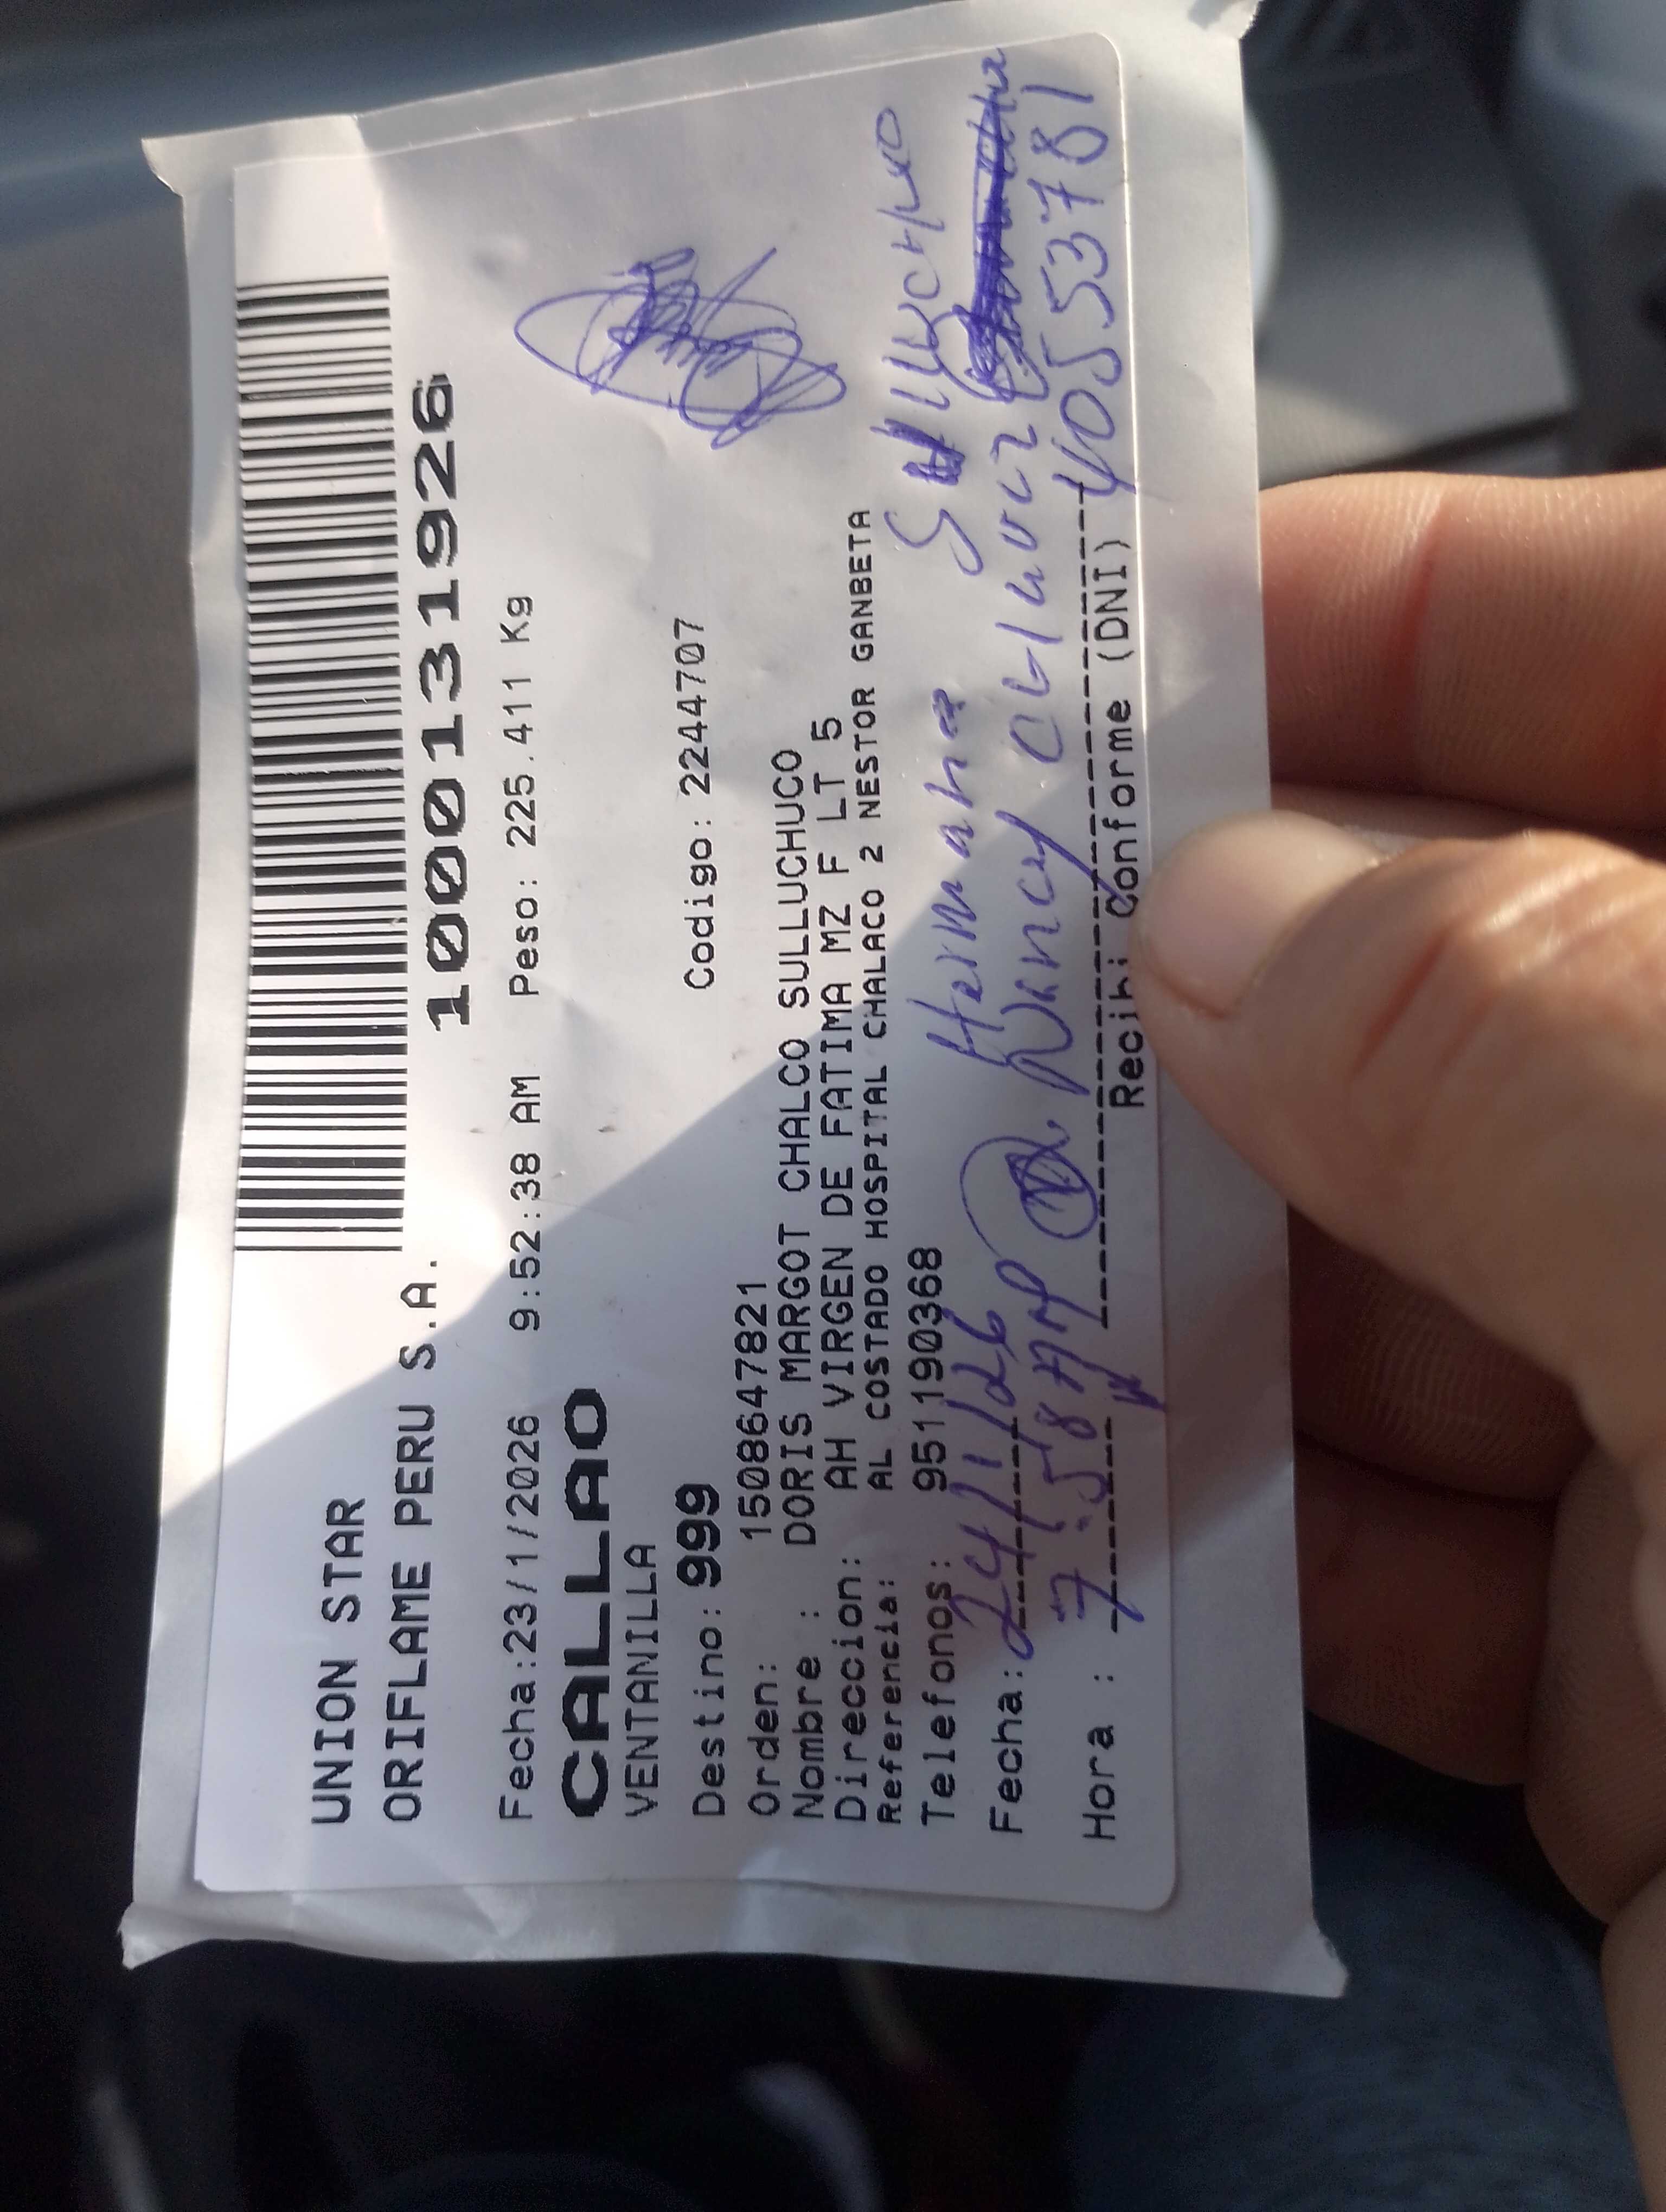 UNION STAR
ORIFLAME PERU S.A. 1000131926
Fecha:23/1/2026 9:52:38 AM Peso: 225.411 Kg
CALLAO
VENTANILLA
Destino: 999 Codigo: 2244707
Orden: 1508647821
Nombre : DORIS MARGOT CHALCO SULLUCHUCO
Direccion: AH VIRGEN DE FATIMA MZ F LT 5
Referencia: AL COSTADO HOSPITAL CHALACO 2 NESTOR GANBETA
Telefonos: 951190368
Hermana
Fecha: 24/1/26 Nancy
Hora : 7:58 AM 40553781
Recibi Conforme (DNI)